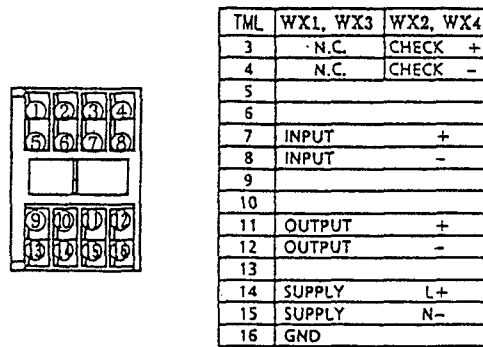 TML WX1, WX3 WX2, WX4
3 N.C. CHECK +
4 N.C. CHECK −
5
6
7 INPUT +
8 INPUT −
9
10
11 OUTPUT +
12 OUTPUT −
13
14 SUPPLY L+
15 SUPPLY N−
16 GND
1 2 3 4
5 6 7 8
9 10 11 12
13 14 15 16